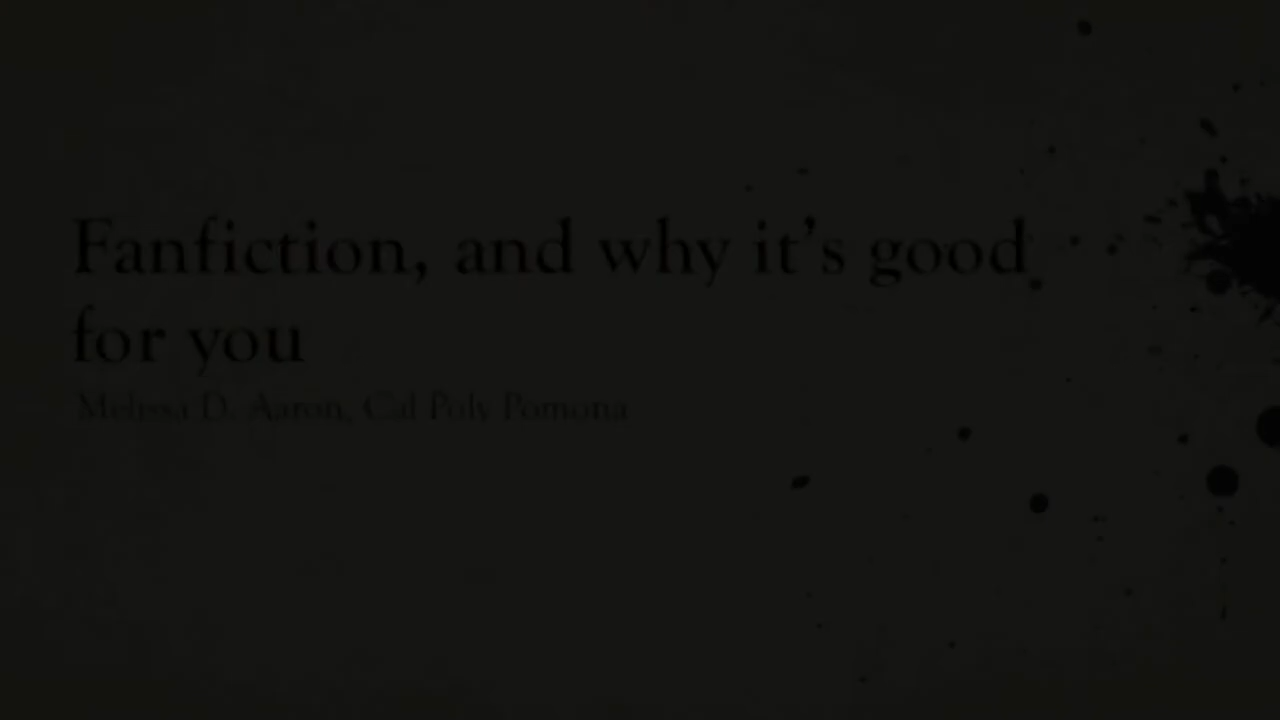 Fanfiction, and why it's good
for you
Melissa D. Aaron, Cal Poly Pomona